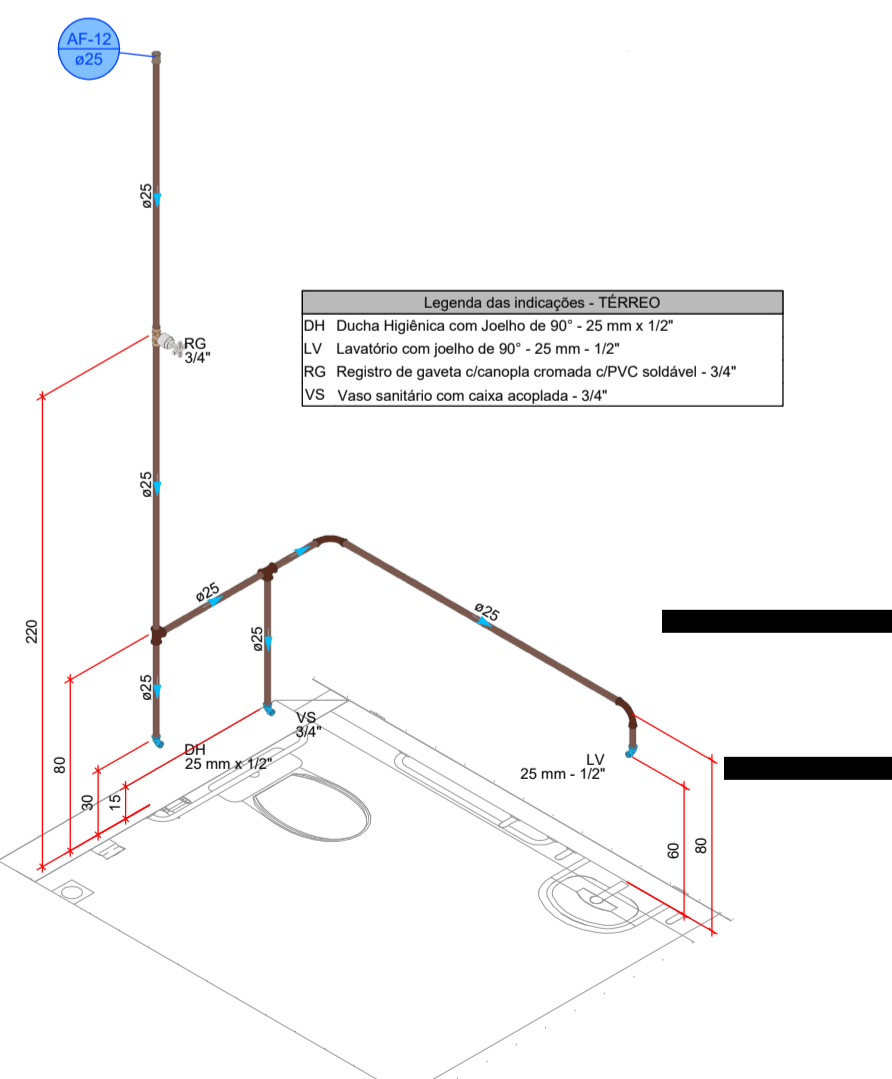 AF-12
ø25
ø25
RG
3/4"
Legenda das indicações - TÉRREO
DH Ducha Higiênica com Joelho de 90° - 25 mm x 1/2"
LV Lavatório com joelho de 90° - 25 mm - 1/2"
RG Registro de gaveta c/canopla cromada c/PVC soldável - 3/4"
VS Vaso sanitário com caixa acoplada - 3/4"
ø25
ø25
ø25
ø25
ø25
220
VS
3/4"
DH
25 mm x 1/2"
LV
25 mm - 1/2"
80
30
15
60
80